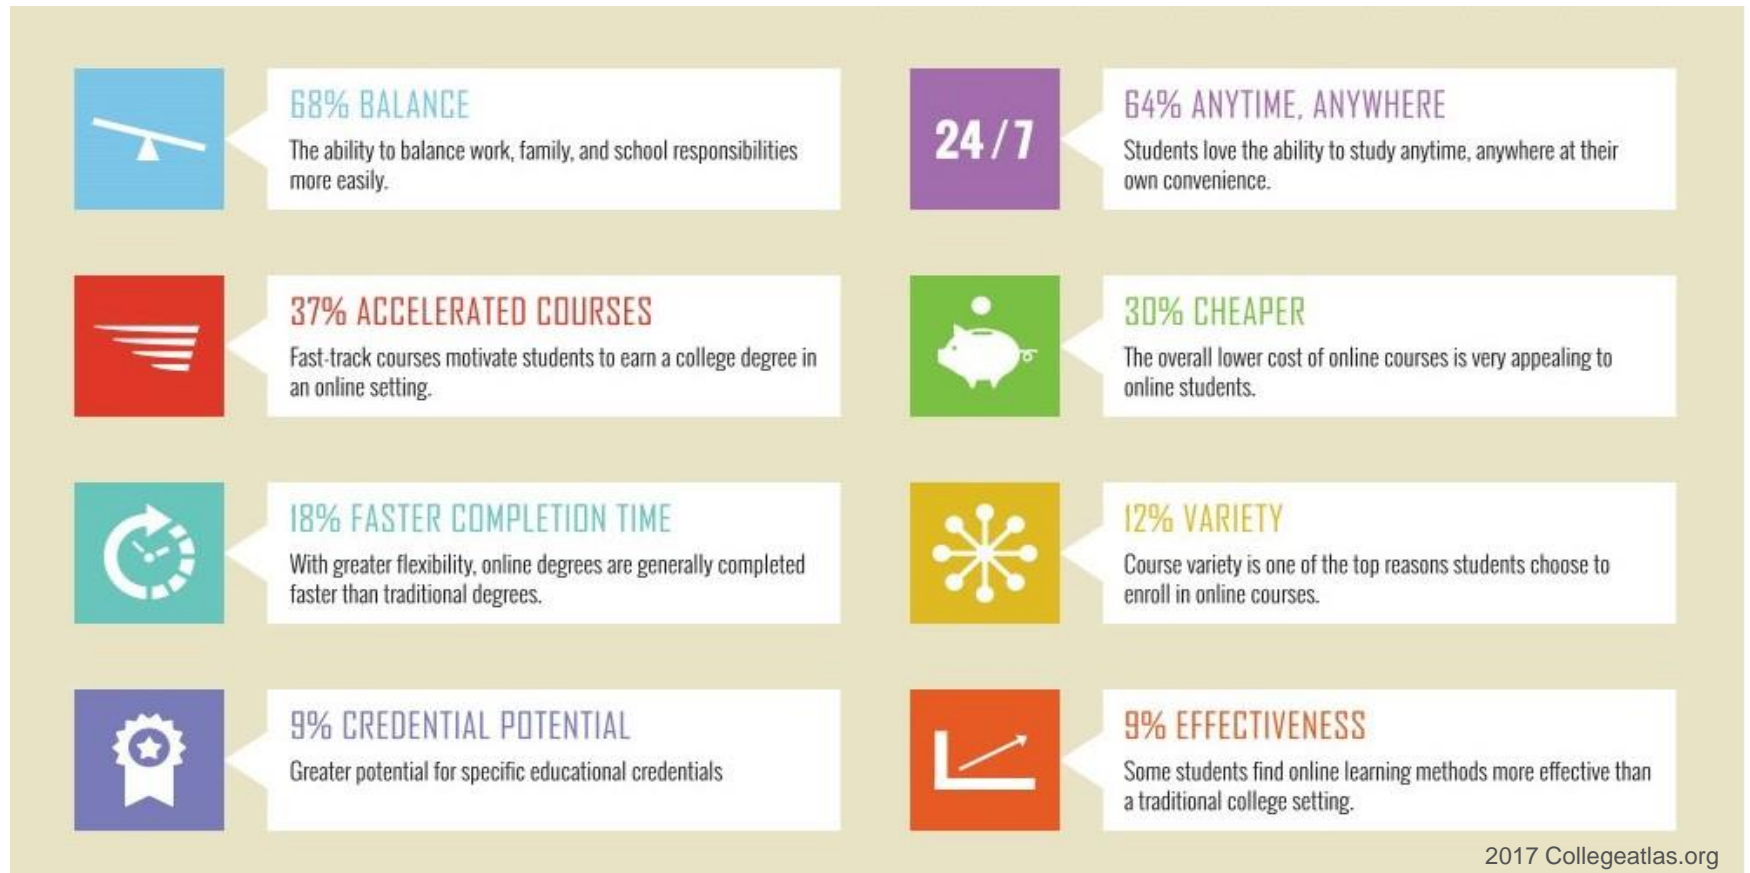 68% BALANCE
The ability to balance work, family, and school responsibilities
more easily.
24/7
64% ANYTIME, ANYWHERE
Students love the ability to study anytime, anywhere at their
own convenience.
37% ACCELERATED COURSES
Fast-track courses motivate students to earn a college degree in
an online setting.
30% CHEAPER
The overall lower cost of online courses is very appealing to
online students.
18% FASTER COMPLETION TIME
With greater flexibility, online degrees are generally completed
faster than traditional degrees.
12% VARIETY
Course variety is one of the top reasons students choose to
enroll in online courses.
9% CREDENTIAL POTENTIAL
Greater potential for specific educational credentials
9% EFFECTIVENESS
Some students find online learning methods more effective than
a traditional college setting.
2017 Collegeatlas.org